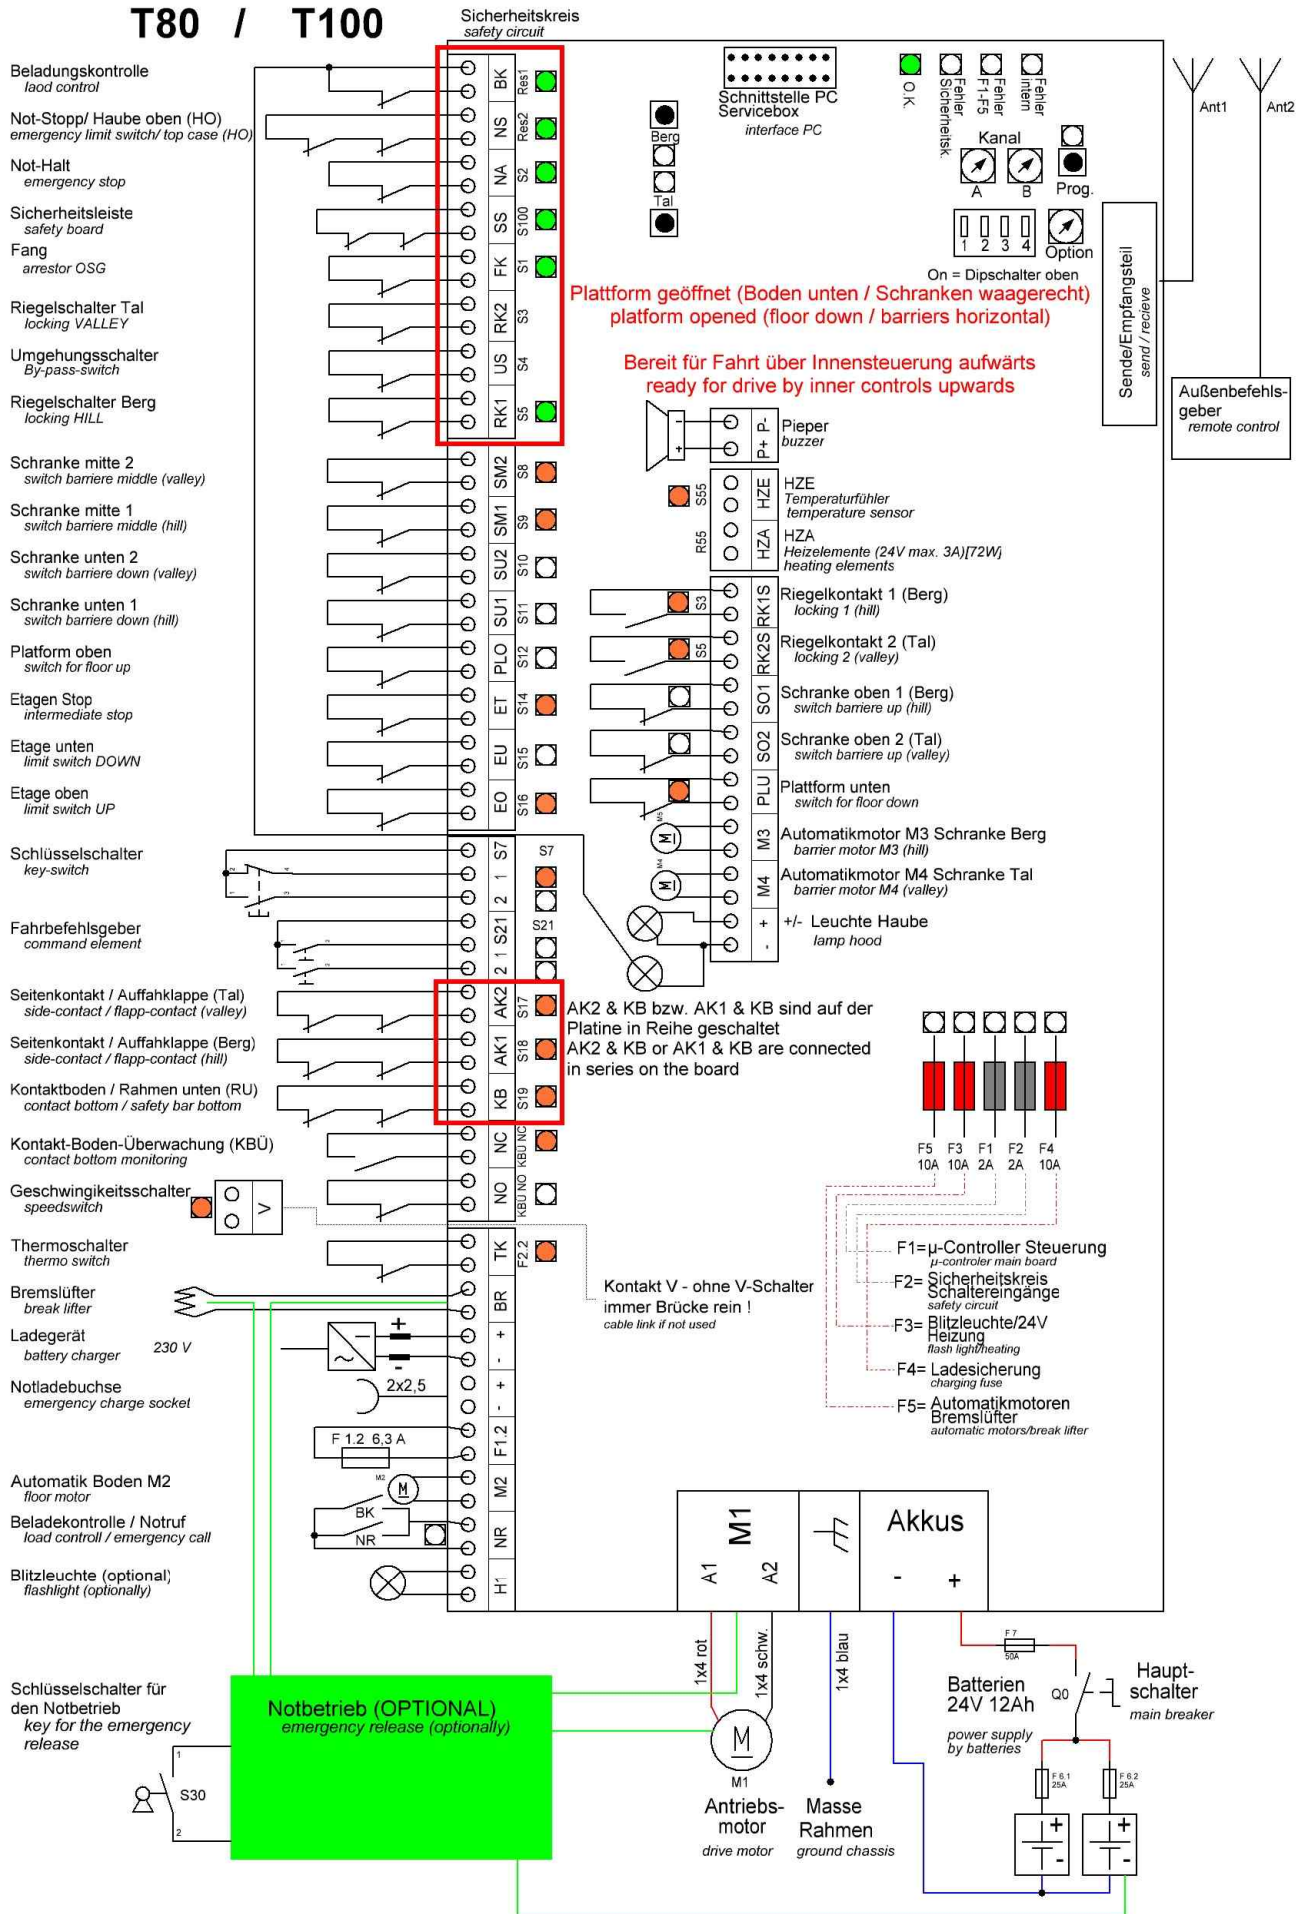 T80 / T100
Sicherheitskreis
safety circuit
Beladungskontrolle
laod control
Not-Stopp/ Haube oben (HO)
emergency limit switch/ top case (HO)
Not-Halt
emergency stop
Sicherheitsleiste
safety board
Fang
arrestor OSG
Riegelschalter Tal
locking VALLEY
Umgehungsschalter
By-pass-switch
Riegelschalter Berg
locking HILL
Schranke mitte 2
switch barriere middle (valley)
Schranke mitte 1
switch barriere middle (hill)
Schranke unten 2
switch barriere down (valley)
Schranke unten 1
switch barriere down (hill)
Platform oben
switch for floor up
Etagen Stop
intermediate stop
Etage unten
limit switch DOWN
Etage oben
limit switch UP
Schlüsselschalter
key-switch
Fahrbefehlsgeber
command element
Seitenkontakt / Auffahklappe (Tal)
side-contact / flapp-contact (valley)
Seitenkontakt / Auffahklappe (Berg)
side-contact / flapp-contact (hill)
Kontaktboden / Rahmen unten (RU)
contact bottom / safety bar bottom
Kontakt-Boden-Überwachung (KBÜ)
contact bottom monitoring
Geschwingikeitsschalter
speedswitch
V
Thermoschalter
thermo switch
Bremslüfter
break lifter
Ladegerät
battery charger
230 V
+
-
Notladebuchse
emergency charge socket
2x2,5
F 1.2 6,3 A
Automatik Boden M2
floor motor
M2
M
Beladekontrolle / Notruf
load controll / emergency call
BK
NR
Blitzleuchte (optional)
flashlight (optionally)
BK Res1
NS Res2
NA S2
SS S100
FK S1
RK2 S3
US S4
RK1 S5
SM2 S8
SM1 S9
SU2 S10
SU1 S11
PLO S12
ET S14
EU S15
EO S16
S7 S7
1
2
2 4
1 3
S21 S21
1
2
AK2 S17
AK1 S18
KB S19
NC KBÜ NC
NO KBÜ NO
TK F2.2
BR
- +
- +
F1.2
M2
NR
H1
Schnittstelle PC
Servicebox
interface PC
Berg
Tal
O.K.
Fehler
Sicherheitsk.
Fehler
F1-F5
Fehler
intern
Kanal
A B
Prog.
1 2 3 4
Option
On = Dipschalter oben
Ant1
Ant2
Sende/Empfangsteil
send / recieve
Außenbefehls-
geber
remote control
Plattform geöffnet (Boden unten / Schranken waagerecht)
platform opened (floor down / barriers horizontal)
Bereit für Fahrt über Innensteuerung aufwärts
ready for drive by inner controls upwards
-
+
P+ P-
Pieper
buzzer
S55
HZE
HZE
Temperaturfühler
temperature sensor
R55
HZA
HZA
Heizelemente (24V max. 3A)[72W]
heating elements
S3
RK1S
Riegelkontakt 1 (Berg)
locking 1 (hill)
S5
RK2S
Riegelkontakt 2 (Tal)
locking 2 (valley)
SO1
Schranke oben 1 (Berg)
switch barriere up (hill)
SO2
Schranke oben 2 (Tal)
switch barriere up (valley)
PLU
Plattform unten
switch for floor down
M5
M
M3
Automatikmotor M3 Schranke Berg
barrier motor M3 (hill)
M4
M
M4
Automatikmotor M4 Schranke Tal
barrier motor M4 (valley)
+
-
+/- Leuchte Haube
lamp hood
AK2 & KB bzw. AK1 & KB sind auf der
Platine in Reihe geschaltet
AK2 & KB or AK1 & KB are connected
in series on the board
F5 F3 F1 F2 F4
10A 10A 2A 2A 10A
F1= µ-Controller Steuerung
µ-controler main board
F2= Sicherheitskreis
Schaltereingänge
safety circuit
F3= Blitzleuchte/24V
Heizung
flash light/heating
F4= Ladesicherung
charging fuse
F5= Automatikmotoren
Bremslüfter
automatic motors/break lifter
Kontakt V - ohne V-Schalter
immer Brücke rein !
cable link if not used
M1
A1 A2
Akkus
- +
1x4 rot
1x4 schw.
1x4 blau
F 7
50A
Batterien
24V 12Ah
power supply
by batteries
Q0
Haupt-
schalter
main breaker
F 6.1
25A
F 6.2
25A
+
-
+
-
M
M1
Antriebs-
motor
drive motor
Masse
Rahmen
ground chassis
Schlüsselschalter für
den Notbetrieb
key for the emergency
release
1
S30
2
Notbetrieb (OPTIONAL)
emergency release (optionally)